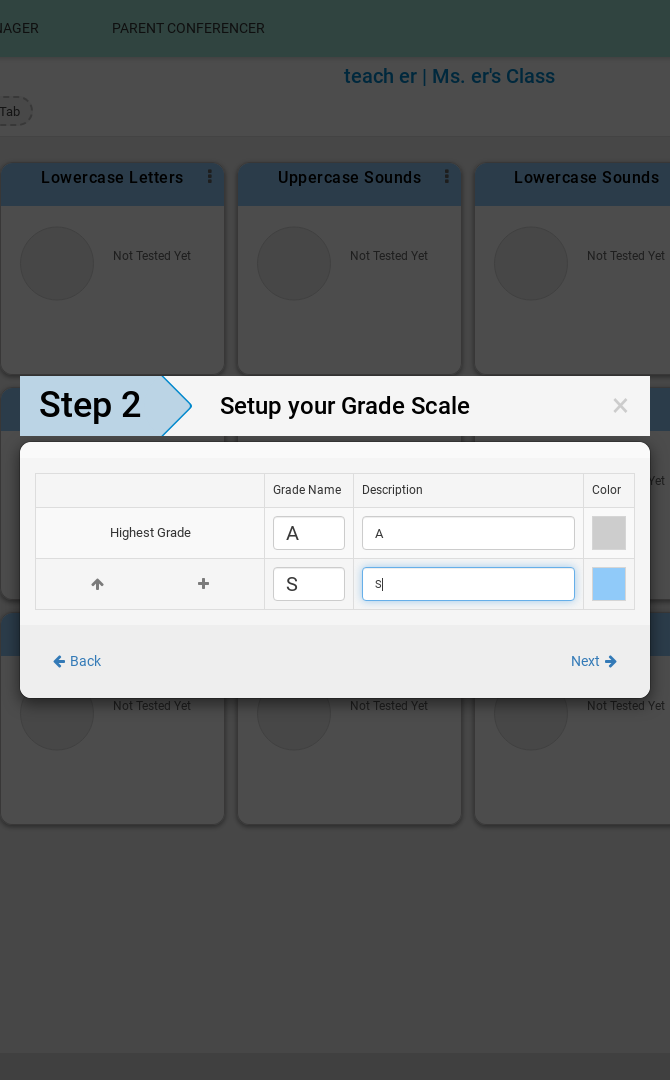 NAGER PARENT CONFERENCER
teach er | Ms. er's Class
Tab
Lowercase Letters Uppercase Sounds Lowercase Sounds
Not Tested Yet Not Tested Yet Not Tested Yet
Step 2 Setup your Grade Scale ×
Yet
Grade Name Description Color
Highest Grade A A
S S
Back Next
Not Tested Yet Not Tested Yet Not Tested Yet